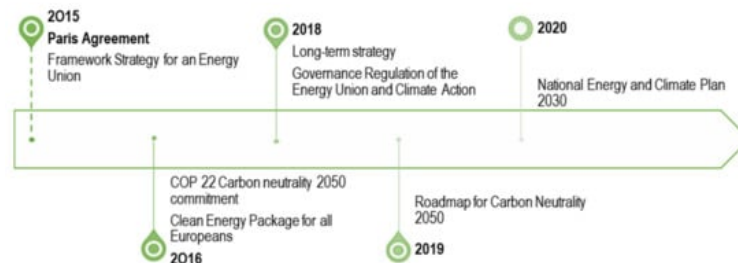 2015
Paris Agreement
Framework Strategy for an Energy
Union
COP 22 Carbon neutrality 2050
commitment
Clean Energy Package for all
Europeans
2016
2018
Long-term strategy
Governance Regulation of the
Energy Union and Climate Action
Roadmap for Carbon Neutrality
2050
2019
2020
National Energy and Climate Plan
2030